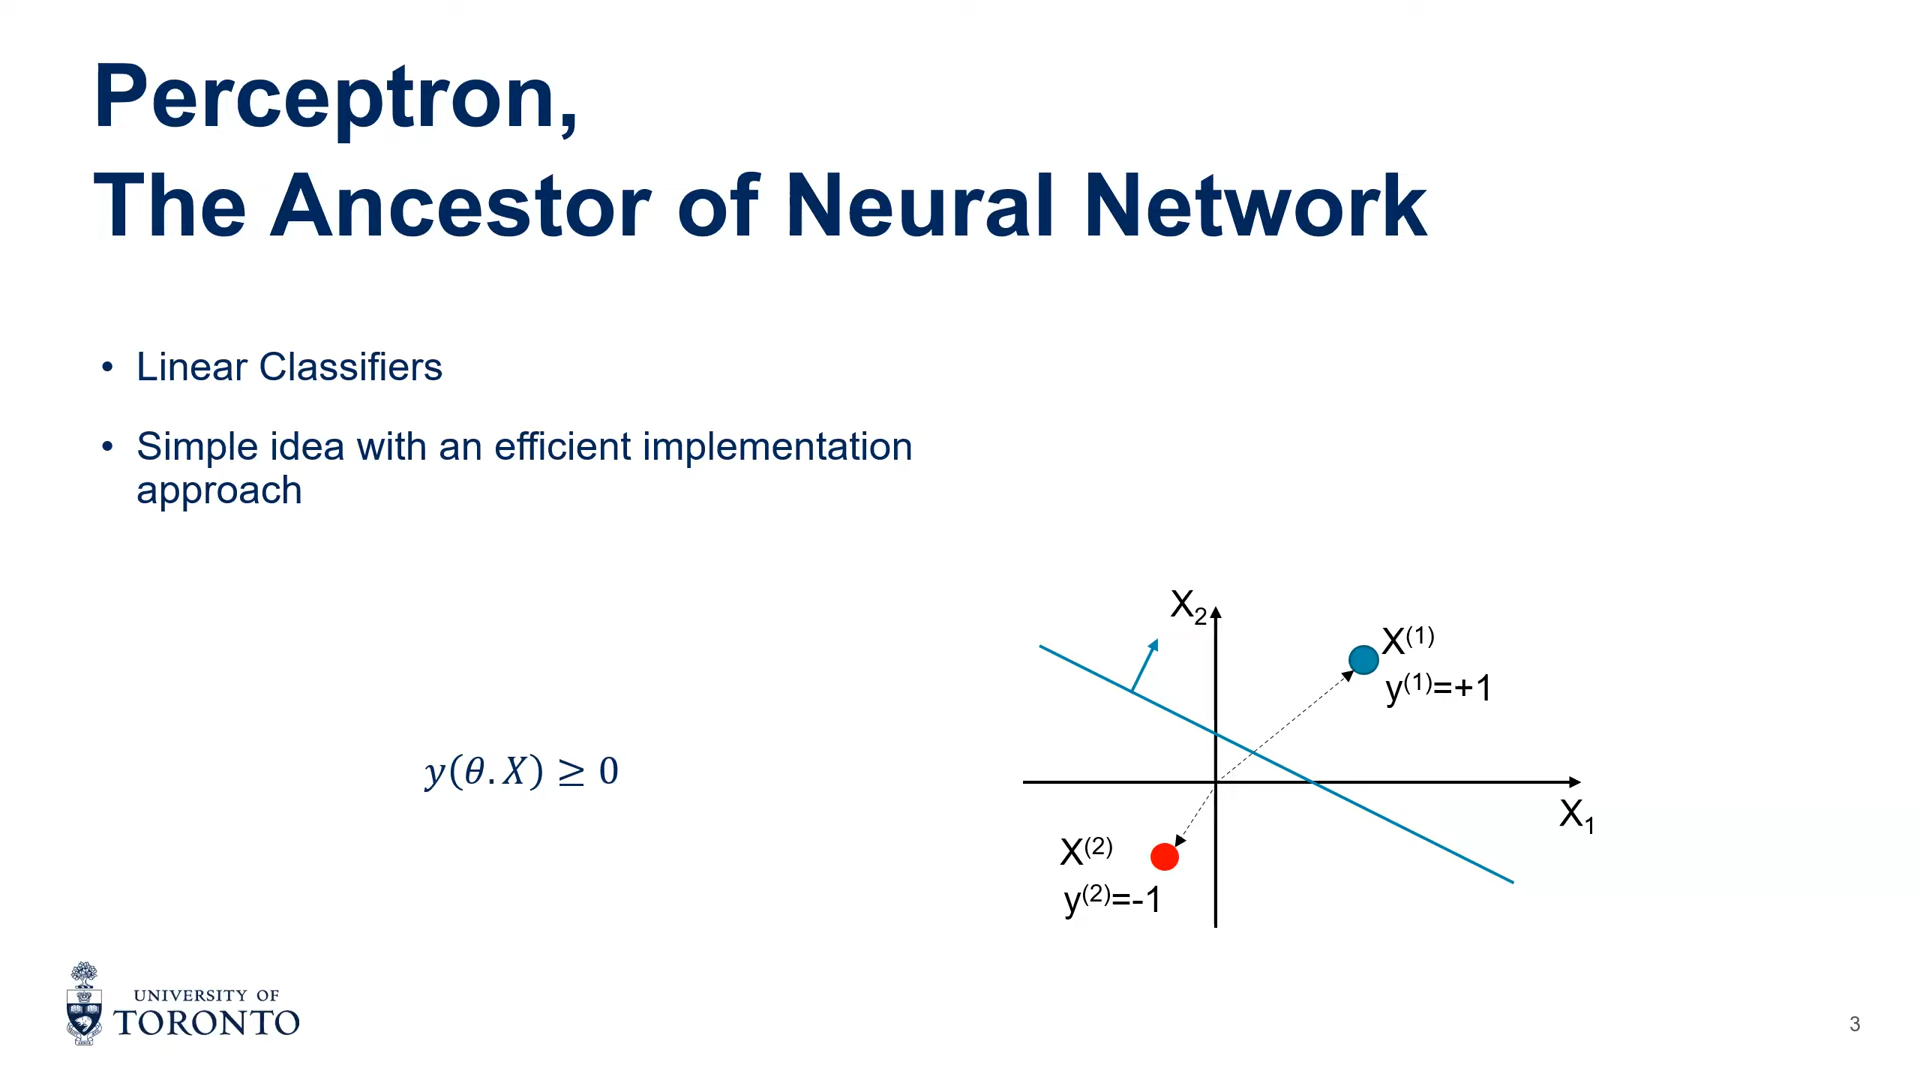 Perceptron,
The Ancestor of Neural Network
• Linear Classifiers
• Simple idea with an efficient implementation
approach
y(θ.X) ≥ 0
X₂
X⁽¹⁾
y⁽¹⁾=+1
X₁
X⁽²⁾
y⁽²⁾=-1
UNIVERSITY OF
TORONTO
3